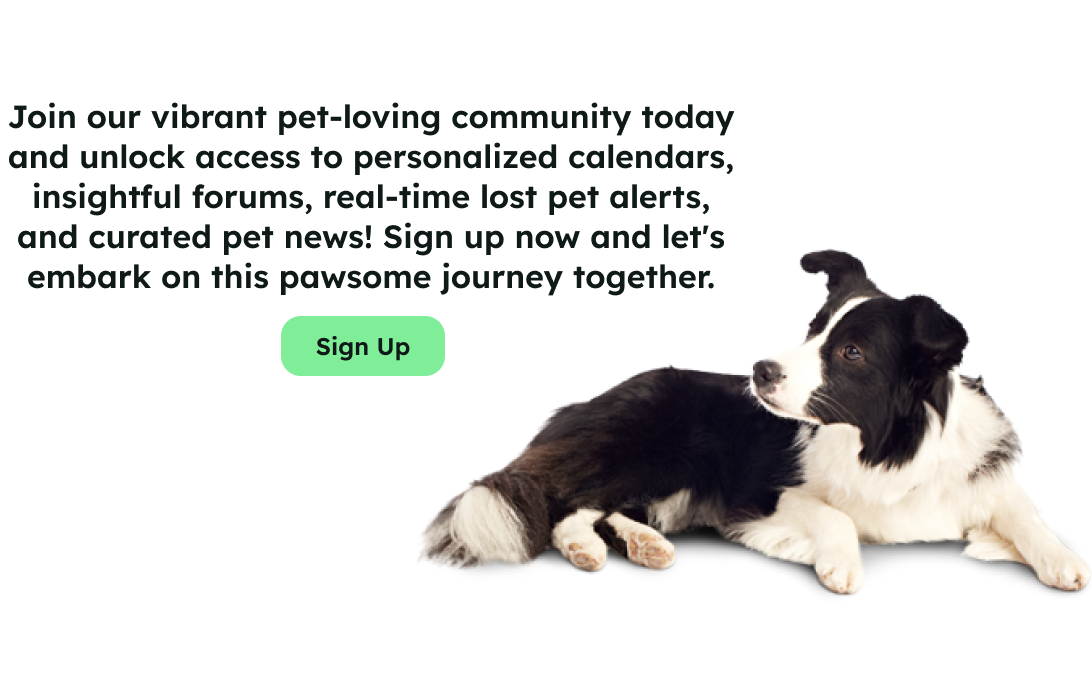 Join our vibrant pet-loving community today
and unlock access to personalized calendars,
insightful forums, real-time lost pet alerts,
and curated pet news! Sign up now and let's
embark on this pawsome journey together.
Sign Up